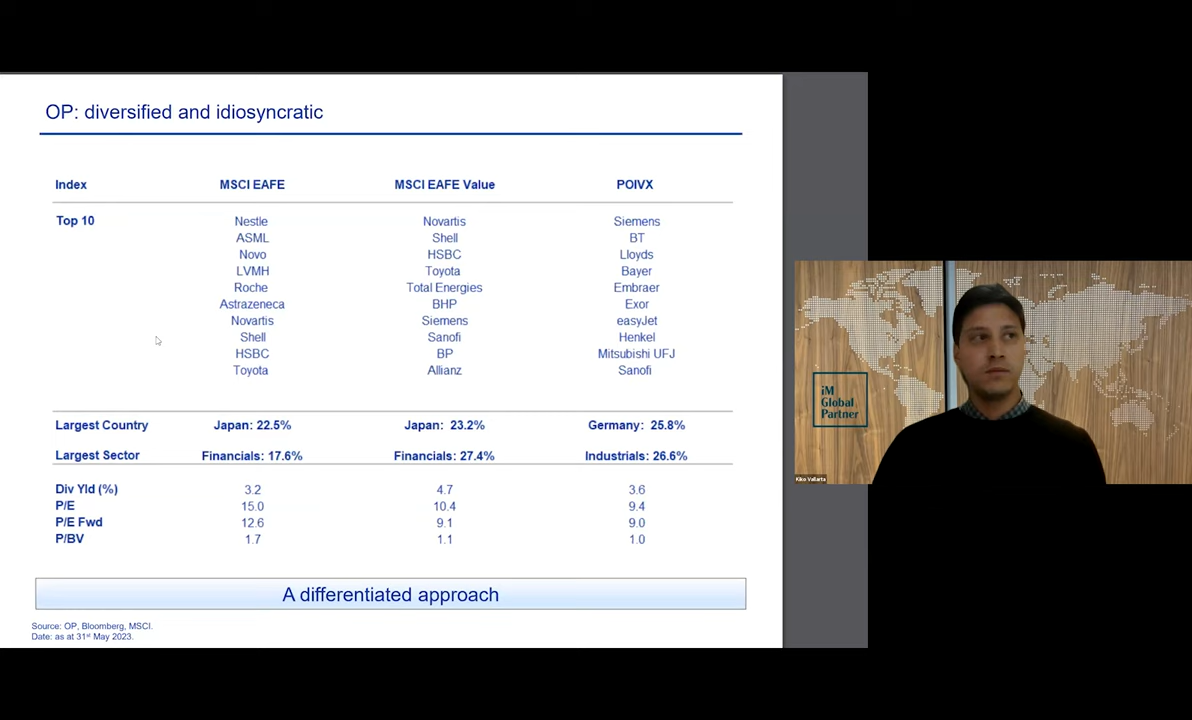 OP: diversified and idiosyncratic
Index MSCI EAFE MSCI EAFE Value POIVX
Top 10 Nestle Novartis Siemens
ASML Shell BT
Novo HSBC Lloyds
LVMH Toyota Bayer
Roche Total Energies Embraer
Astrazeneca BHP Exor
Novartis Siemens easyJet
Shell Sanofi Henkel
HSBC BP Mitsubishi UFJ
Toyota Allianz Sanofi
Largest Country Japan: 22.5% Japan: 23.2% Germany: 25.8%
Largest Sector Financials: 17.6% Financials: 27.4% Industrials: 26.6%
Div Yld (%) 3.2 4.7 3.6
P/E 15.0 10.4 9.4
P/E Fwd 12.6 9.1 9.0
P/BV 1.7 1.1 1.0
A differentiated approach
Source: OP, Bloomberg, MSCI.
Date: as at 31st May 2023.
iM
Global
Partner
Kiko Vallarta